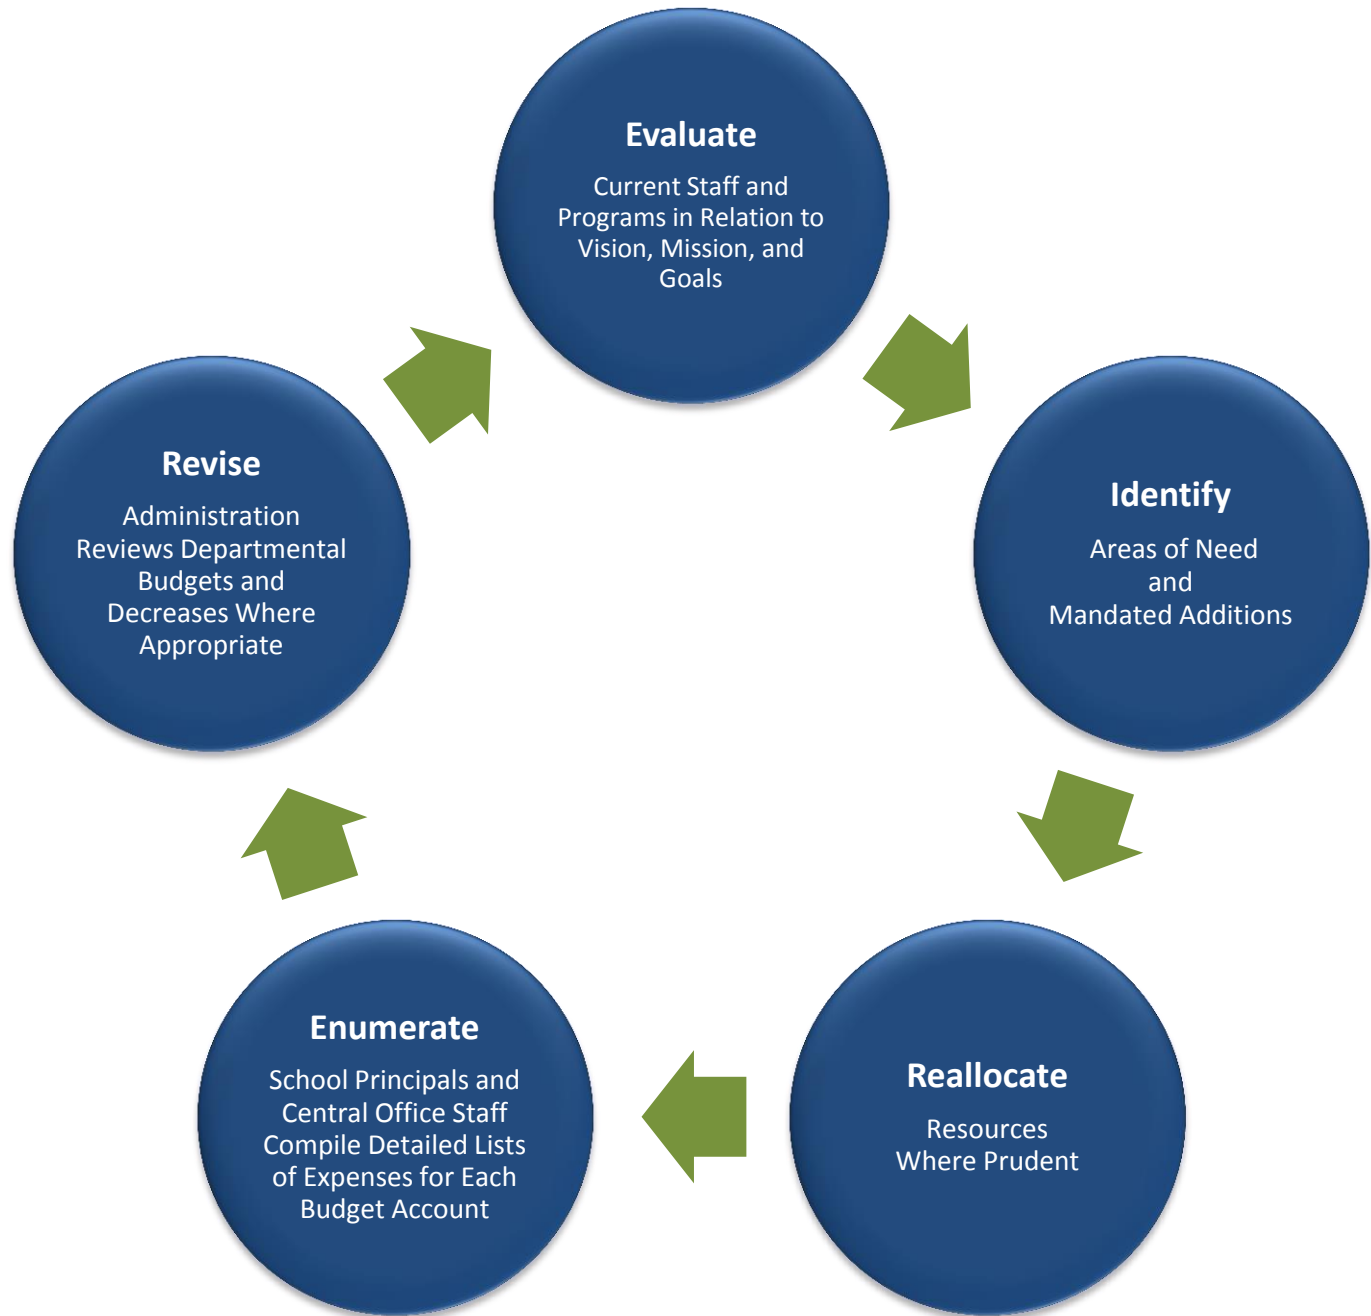 Evaluate
Current Staff and
Programs in Relation to
Vision, Mission, and
Goals
Identify
Areas of Need
and
Mandated Additions
Reallocate
Resources
Where Prudent
Enumerate
School Principals and
Central Office Staff
Compile Detailed Lists
of Expenses for Each
Budget Account
Revise
Administration
Reviews Departmental
Budgets and
Decreases Where
Appropriate